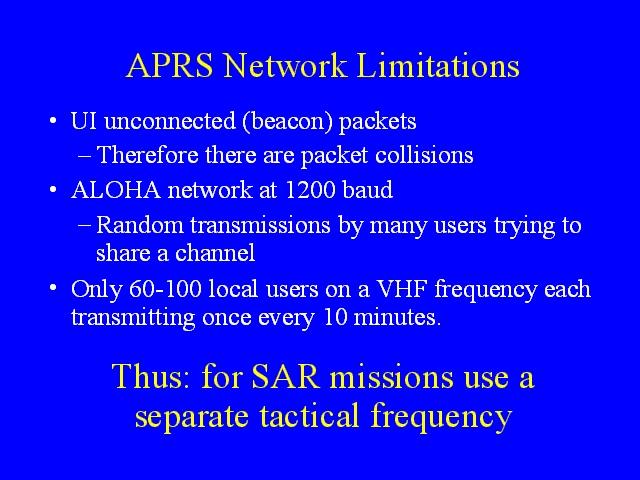 APRS Network Limitations
• UI unconnected (beacon) packets
– Therefore there are packet collisions
• ALOHA network at 1200 baud
– Random transmissions by many users trying to
share a channel
• Only 60-100 local users on a VHF frequency each
transmitting once every 10 minutes.
Thus: for SAR missions use a
separate tactical frequency